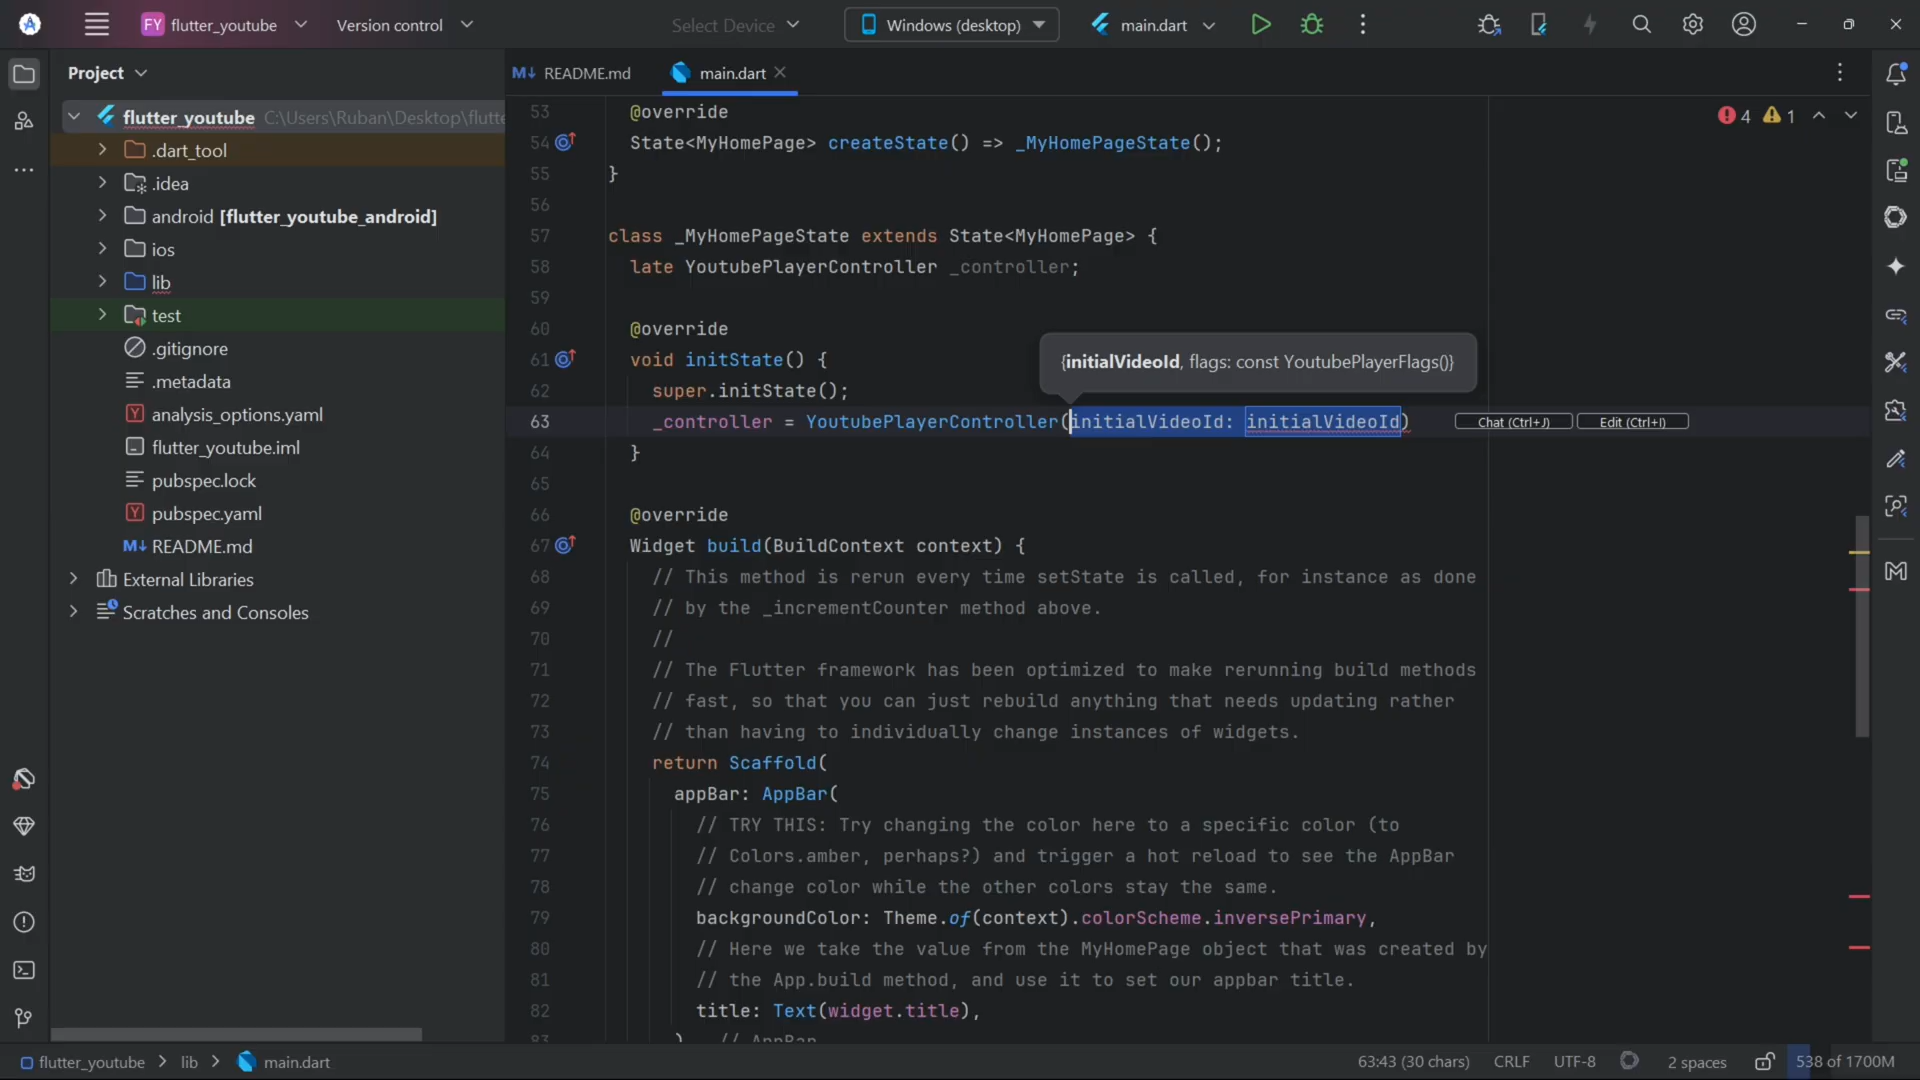 FY flutter_youtube
Version control
Select Device
Windows (desktop)
main.dart
Project
M↓ README.md
main.dart
flutter_youtube C:\Users\Ruban\Desktop\flutte
.dart_tool
.idea
android [flutter_youtube_android]
ios
lib
test
.gitignore
.metadata
Y analysis_options.yaml
flutter_youtube.iml
pubspec.lock
Y pubspec.yaml
M↓ README.md
External Libraries
Scratches and Consoles
4 1
53 @override
54 State<MyHomePage> createState() => _MyHomePageState();
55 }
56
57 class _MyHomePageState extends State<MyHomePage> {
58 late YoutubePlayerController _controller;
59
60 @override
61 void initState() {
{initialVideoId, flags: const YoutubePlayerFlags()}
62 super.initState();
63 _controller = YoutubePlayerController(initialVideoId: initialVideoId) Chat (Ctrl+J) Edit (Ctrl+I)
64 }
65
66 @override
67 Widget build(BuildContext context) {
68 // This method is rerun every time setState is called, for instance as done
69 // by the _incrementCounter method above.
70 //
71 // The Flutter framework has been optimized to make rerunning build methods
72 // fast, so that you can just rebuild anything that needs updating rather
73 // than having to individually change instances of widgets.
74 return Scaffold(
75 appBar: AppBar(
76 // TRY THIS: Try changing the color here to a specific color (to
77 // Colors.amber, perhaps?) and trigger a hot reload to see the AppBar
78 // change color while the other colors stay the same.
79 backgroundColor: Theme.of(context).colorScheme.inversePrimary,
80 // Here we take the value from the MyHomePage object that was created by
81 // the App.build method, and use it to set our appbar title.
82 title: Text(widget.title),
83 ) // AppBar
flutter_youtube > lib > main.dart
63:43 (30 chars) CRLF UTF-8 2 spaces 538 of 1700M